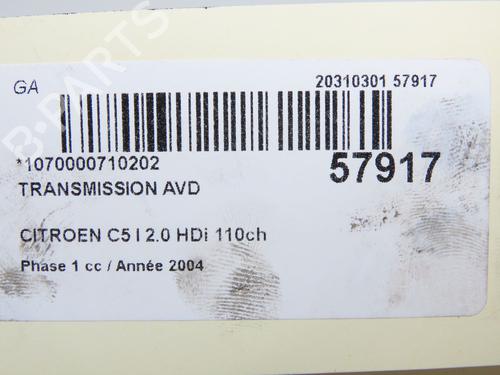 GA
20310301 57917
*1070000710202
57917
TRANSMISSION AVD
CITROEN C5 I 2.0 HDi 110ch
Phase 1 cc / Année 2004
B-PARTS